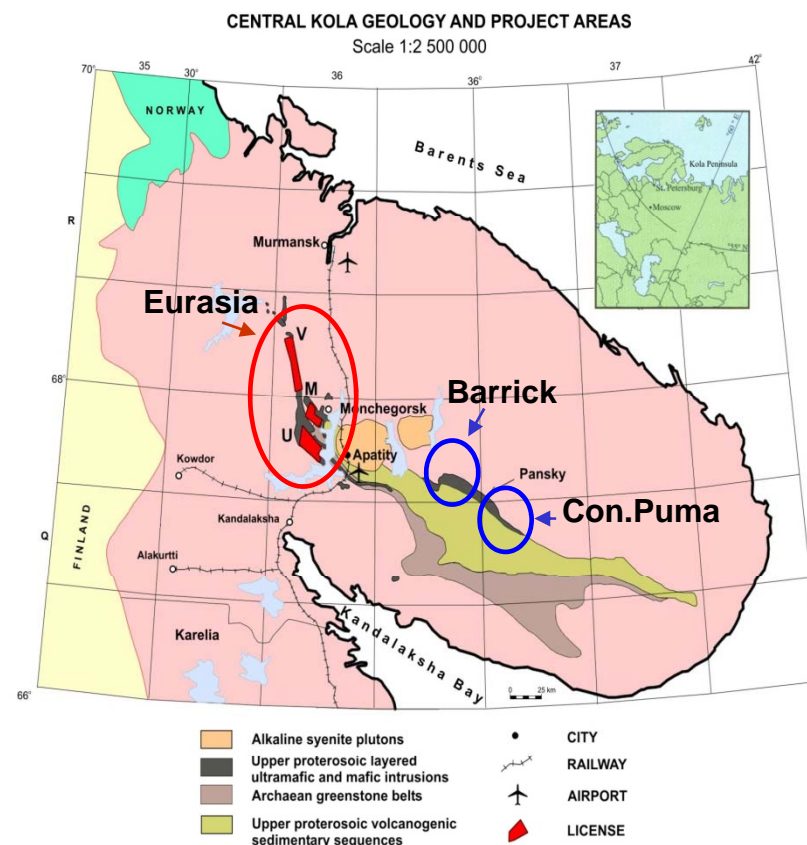 CENTRAL KOLA GEOLOGY AND PROJECT AREAS
Scale 1:2 500 000
70°
35
30°
36
36°
37
42°
NORWAY
Barents Sea
60° E
Kola Peninsula
St. Petersburg
Moscow
55° N
R
Murmansk
Eurasia
V
68°
M
Monchegorsk
Barrick
U
Apatity
Kowdor
Pansky
Con.Puma
Kandalaksha
FINLAND
Q
Alakurtti
Kandalaksha Bay
Karelia
66°
0 25 km
Alkaline syenite plutons
CITY
Upper proterosoic layered
ultramafic and mafic intrusions
RAILWAY
Archaean greenstone belts
AIRPORT
Upper proterosoic volcanogenic
sedimentary sequences
LICENSE